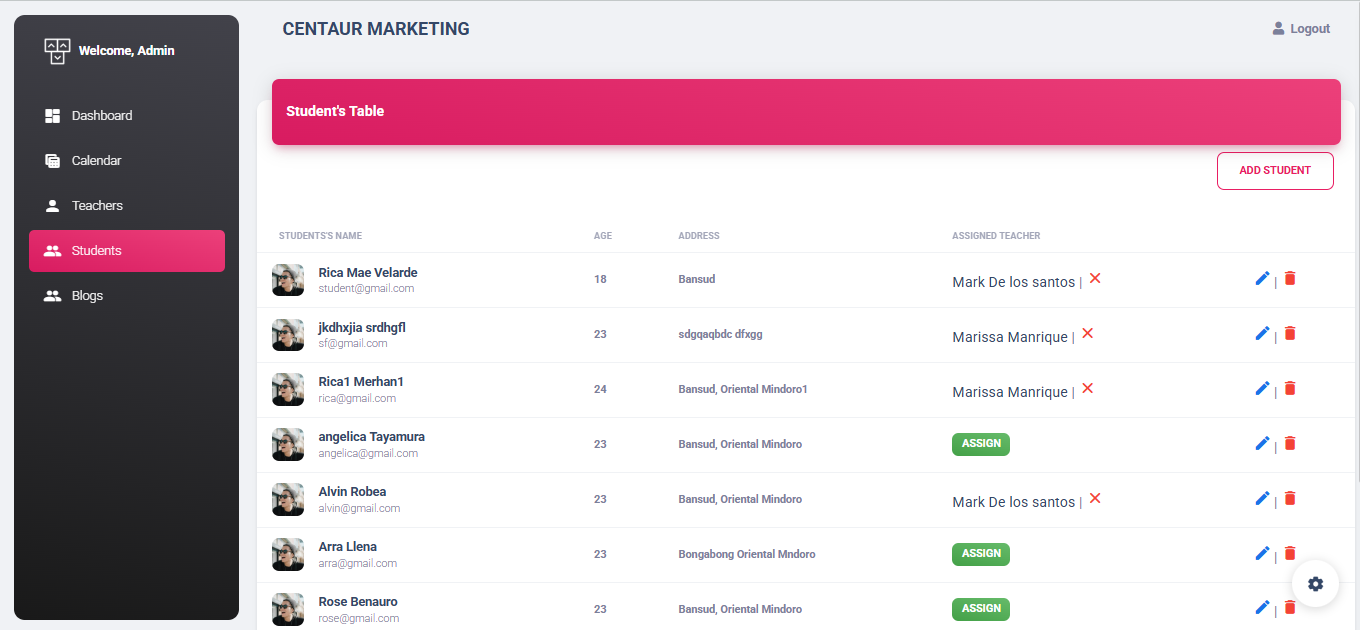 Welcome, Admin
Dashboard
Calendar
Teachers
Students
Blogs
CENTAUR MARKETING
Logout
Student's Table
ADD STUDENT
STUDENTS'S NAME AGE ADDRESS ASSIGNED TEACHER
Rica Mae Velarde
student@gmail.com
18 Bansud Mark De los santos |
|
jkdhxjia srdhgfl
sf@gmail.com
23 sdgqaqbdc dfxgg Marissa Manrique |
|
Rica1 Merhan1
rica@gmail.com
24 Bansud, Oriental Mindoro1 Marissa Manrique |
|
angelica Tayamura
angelica@gmail.com
23 Bansud, Oriental Mindoro ASSIGN
|
Alvin Robea
alvin@gmail.com
23 Bansud, Oriental Mindoro Mark De los santos |
|
Arra Llena
arra@gmail.com
23 Bongabong Oriental Mndoro ASSIGN
|
Rose Benauro
rose@gmail.com
23 Bansud, Oriental Mindoro ASSIGN
|